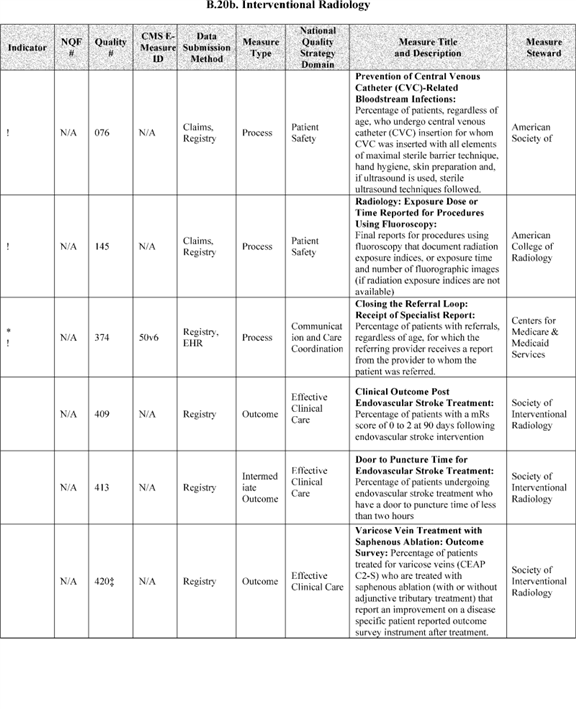 B.20b. Interventional Radiology
Indicator
NQF
#
Quality
#
CMS E-
Measure
ID
Data
Submission
Method
Measure
Type
National
Quality
Strategy
Domain
Measure Title
and Description
Measure
Steward
!
N/A
076
N/A
Claims,
Registry
Process
Patient
Safety
Prevention of Central Venous
Catheter (CVC)-Related
Bloodstream Infections:
Percentage of patients, regardless of
age, who undergo central venous
catheter (CVC) insertion for whom
CVC was inserted with all elements
of maximal sterile barrier technique,
hand hygiene, skin preparation and,
if ultrasound is used, sterile
ultrasound techniques followed.
American
Society of
!
N/A
145
N/A
Claims,
Registry
Process
Patient
Safety
Radiology: Exposure Dose or
Time Reported for Procedures
Using Fluoroscopy:
Final reports for procedures using
fluoroscopy that document radiation
exposure indices, or exposure time
and number of fluorographic images
(if radiation exposure indices are not
available)
American
College of
Radiology
*
!
N/A
374
50v6
Registry,
EHR
Process
Communicat
ion and Care
Coordination
Closing the Referral Loop:
Receipt of Specialist Report:
Percentage of patients with referrals,
regardless of age, for which the
referring provider receives a report
from the provider to whom the
patient was referred.
Centers for
Medicare &
Medicaid
Services
N/A
409
N/A
Registry
Outcome
Effective
Clinical
Care
Clinical Outcome Post
Endovascular Stroke Treatment:
Percentage of patients with a mRs
score of 0 to 2 at 90 days following
endovascular stroke intervention
Society of
Interventional
Radiology
N/A
413
N/A
Registry
Intermed
iate
Outcome
Effective
Clinical
Care
Door to Puncture Time for
Endovascular Stroke Treatment:
Percentage of patients undergoing
endovascular stroke treatment who
have a door to puncture time of less
than two hours
Society of
Interventional
Radiology
N/A
420‡
N/A
Registry
Outcome
Effective
Clinical Care
Varicose Vein Treatment with
Saphenous Ablation: Outcome
Survey: Percentage of patients
treated for varicose veins (CEAP
C2-S) who are treated with
saphenous ablation (with or without
adjunctive tributary treatment) that
report an improvement on a disease
specific patient reported outcome
survey instrument after treatment.
Society of
Interventional
Radiology